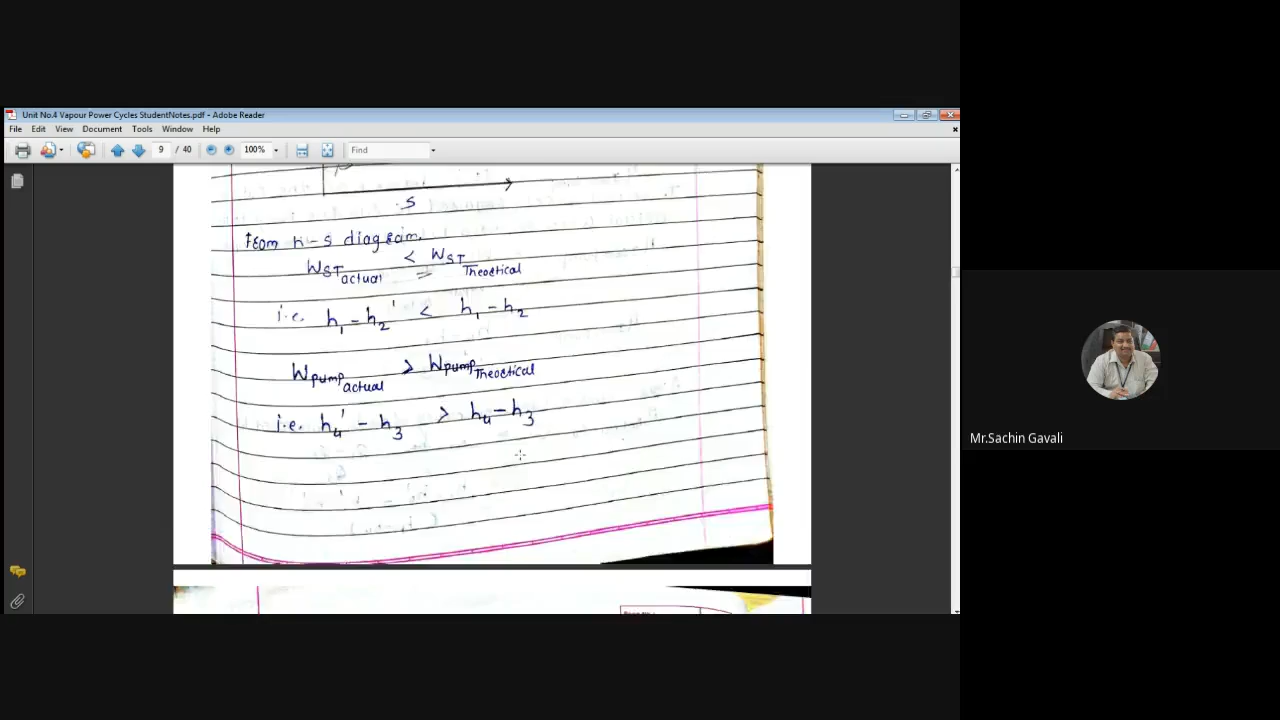 Unit No.4 Vapour Power Cycles StudentNotes.pdf - Adobe Reader
File Edit View Document Tools Window Help
9 / 40 100% Find
s
From h-s diagram.
WST actual < WST Theoctical
i.e. h1 - h2' < h1 - h2
Wpump actual > Wpump Theoctical
i.e. h4' - h3 > h4 - h3
Mr.Sachin Gavali